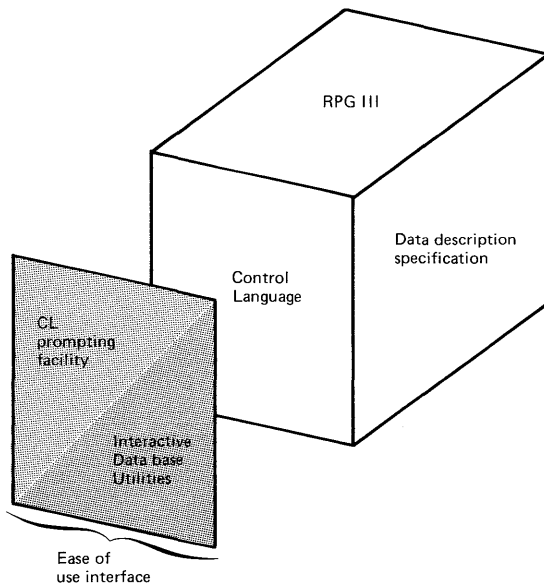 RPG III
Data description
specification
Control
Language
CL
prompting
facility
Interactive
Data base
Utilities
Ease of
use interface